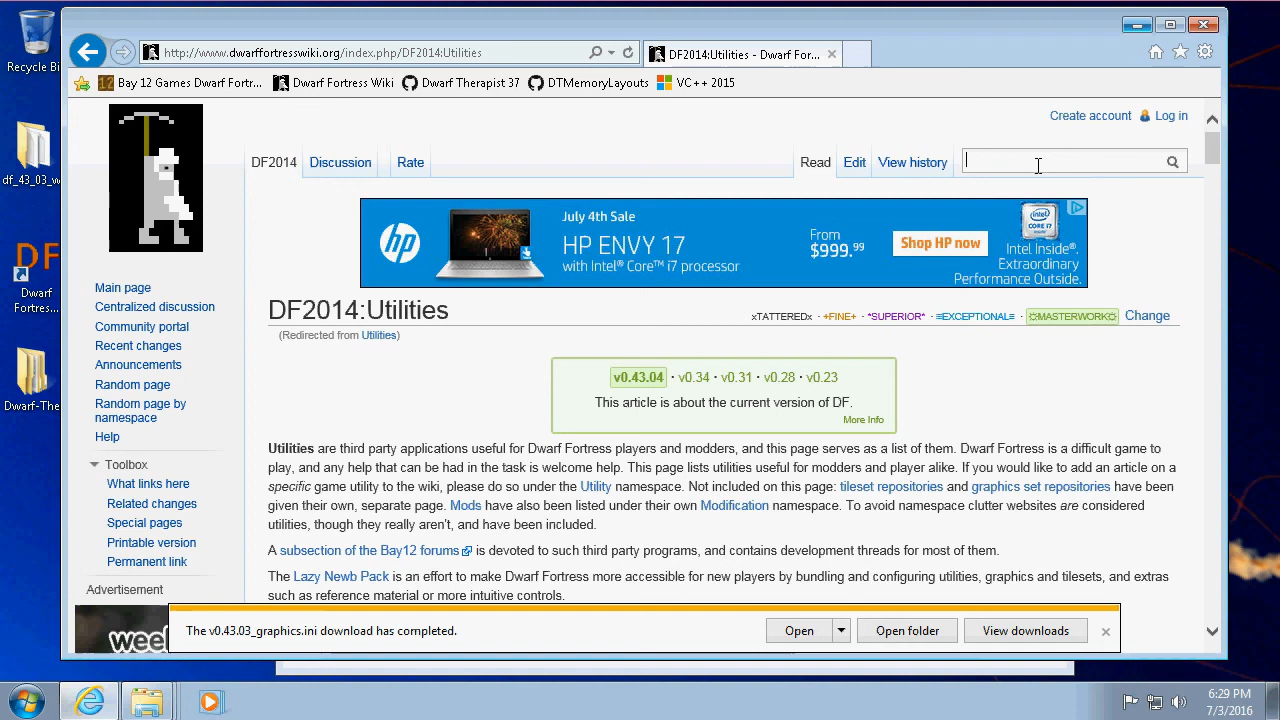 Recycle Bi
df_43_03_w
DF
Dwarf
Fortres...
Dwarf-The
http://www.dwarffortresswiki.org/index.php/DF2014:Utilities
DF2014:Utilities - Dwarf For...
Bay 12 Games Dwarf Fortr...
Dwarf Fortress Wiki
Dwarf Therapist 37
DTMemoryLayouts
VC++ 2015
Create account
Log in
DF2014
Discussion
Rate
Read
Edit
View history
July 4th Sale
hp
HP ENVY 17
with Intel® Core™ i7 processor
From
$999.99
Shop HP now
intel
CORE i7
Intel Inside®.
Extraordinary
Performance Outside.
Main page
Centralized discussion
Community portal
Recent changes
Announcements
Random page
Random page by
namespace
Help
Toolbox
What links here
Related changes
Special pages
Printable version
Permanent link
Advertisement
weel
DF2014:Utilities
xTATTEREDx · +FINE+ · *SUPERIOR* · ≡EXCEPTIONAL≡ · ☼MASTERWORK☼ Change
(Redirected from Utilities)
v0.43.04 · v0.34 · v0.31 · v0.28 · v0.23
This article is about the current version of DF.
More Info
Utilities are third party applications useful for Dwarf Fortress players and modders, and this page serves as a list of them. Dwarf Fortress is a difficult game to
play, and any help that can be had in the task is welcome help. This page lists utilities useful for modders and player alike. If you would like to add an article on a
specific game utility to the wiki, please do so under the Utility namespace. Not included on this page: tileset repositories and graphics set repositories have been
given their own, separate page. Mods have also been listed under their own Modification namespace. To avoid namespace clutter websites are considered
utilities, though they really aren't, and have been included.
A subsection of the Bay12 forums is devoted to such third party programs, and contains development threads for most of them.
The Lazy Newb Pack is an effort to make Dwarf Fortress more accessible for new players by bundling and configuring utilities, graphics and tilesets, and extras
such as reference material or more intuitive controls.
The v0.43.03_graphics.ini download has completed.
Open
Open folder
View downloads
6:29 PM
7/3/2016